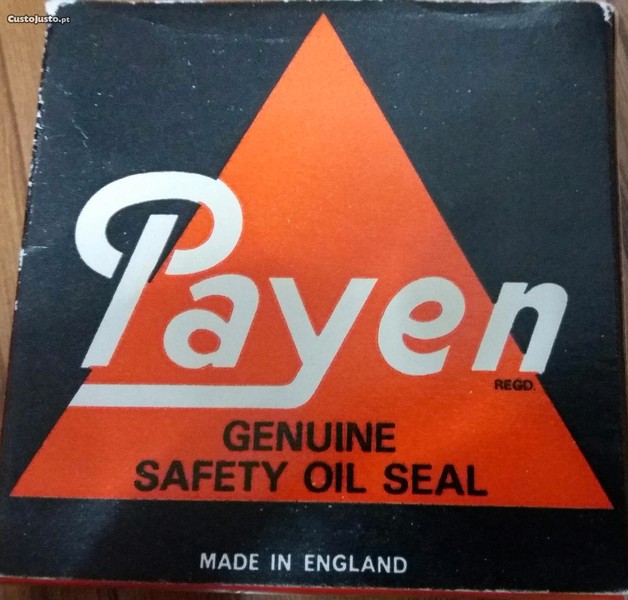 CustoJusto.pt
Payen
REGD.
GENUINE
SAFETY OIL SEAL
MADE IN ENGLAND